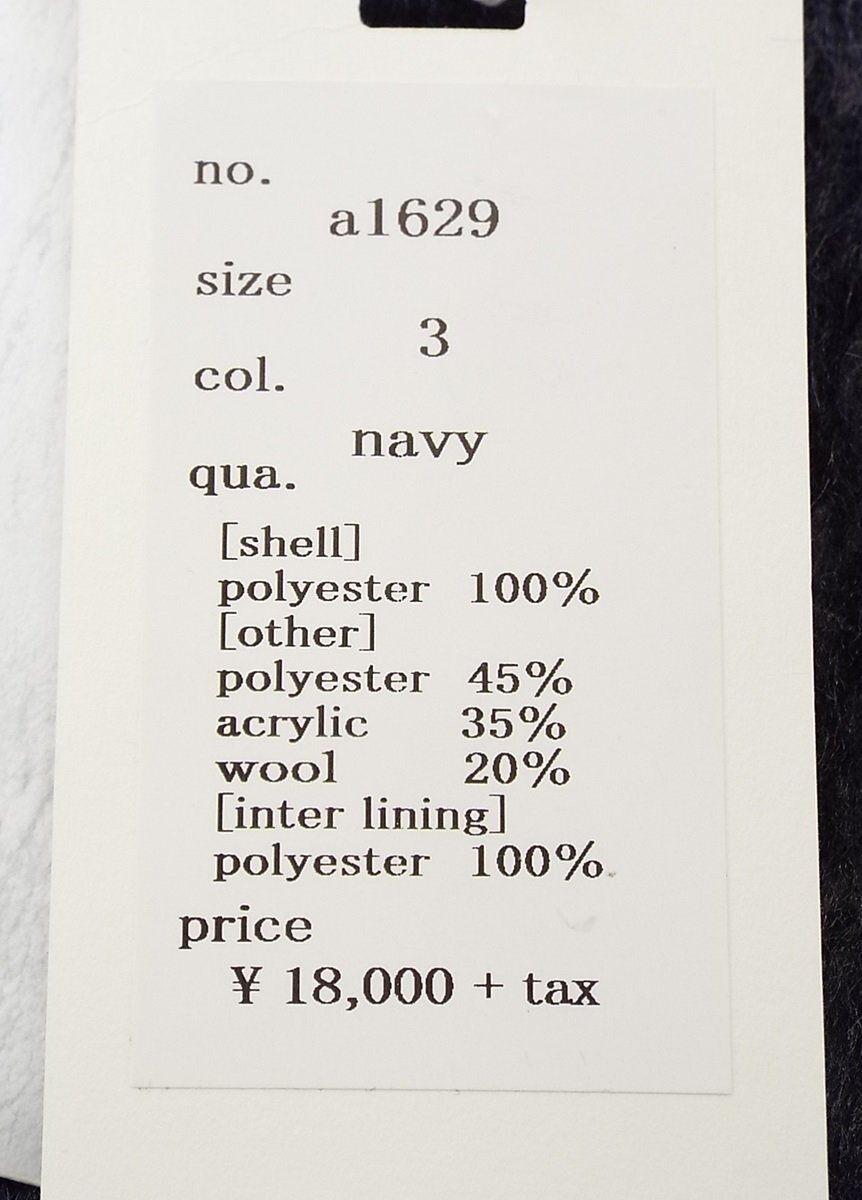 no.
a1629
size
3
col.
navy
qua.
[shell]
polyester 100%
[other]
polyester 45%
acrylic 35%
wool 20%
[inter lining]
polyester 100%
price
¥ 18,000 + tax